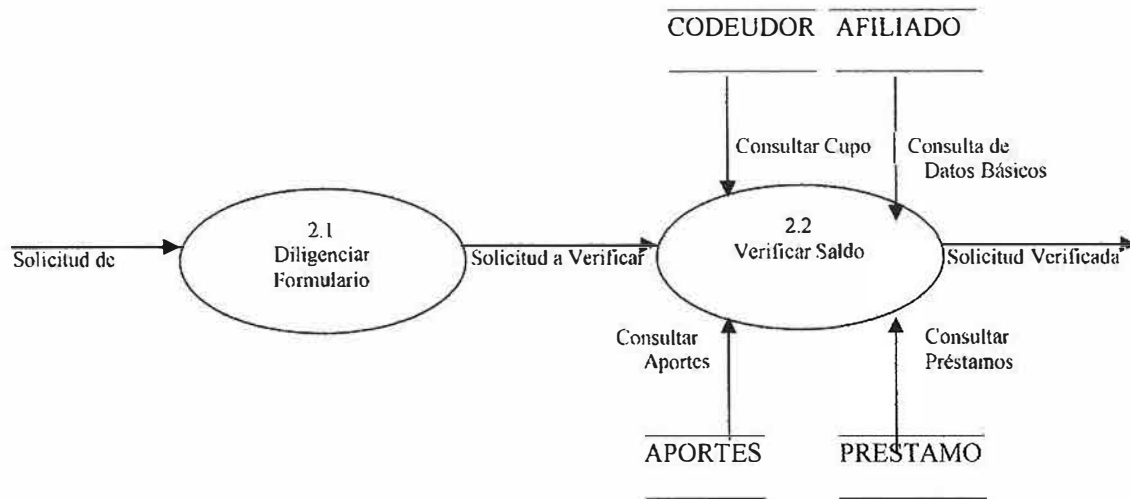 CODEUDOR AFILIADO
Consultar Cupo
Consulta de
Datos Básicos
2.1
Diligenciar
Formulario
2.2
Verificar Saldo
Solicitud de
Solicitud a Verificar
Solicitud Verificada
Consultar
Aportes
Consultar
Préstamos
APORTES
PRESTAMO